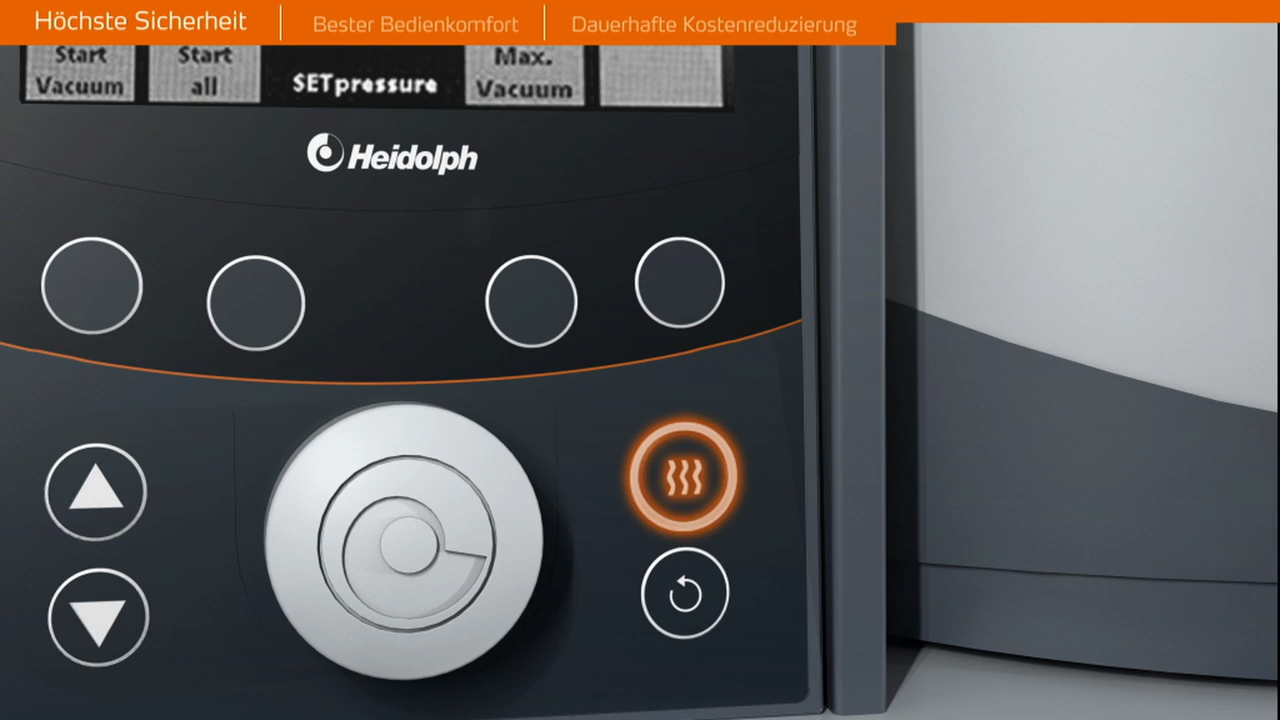 Höchste Sicherheit | Bester Bedienkomfort | Dauerhafte Kostenreduzierung
Start Vacuum
Start all
SETpressure
Max. Vacuum
Heidolph